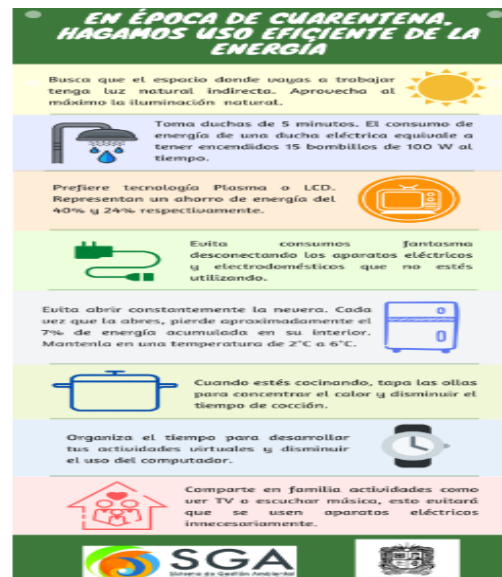 EN ÉPOCA DE CUARENTENA,
HAGAMOS USO EFICIENTE DE LA
ENERGÍA
Busca que el espacio donde vayas a trabajar
tenga luz natural indirecta. Aprovecha al
máximo la iluminación natural.
Toma duchas de 5 minutos. El consumo de
energía de una ducha eléctrica equivale a
tener encendidos 15 bombillos de 100 W al
tiempo.
Prefiere tecnología Plasma o LCD.
Representan un ahorro de energía del
40% y 24% respectivamente.
Evita consumos fantasma
desconectando los aparatos eléctricos
y electrodomésticos que no estés
utilizando.
Evita abrir constantemente la nevera. Cada
vez que la abres, pierde aproximadamente el
7% de energía acumulada en su interior.
Mantenla en una temperatura de 2°C a 6°C.
Cuando estés cocinando, tapa las ollas
para concentrar el calor y disminuir el
tiempo de cocción.
Organiza el tiempo para desarrollar
tus actividades virtuales y disminuir
el uso del computador.
Comparte en familia actividades como
ver TV o escuchar música, esto evitará
que se usen aparatos eléctricos
innecesariamente.
SGA
Sistema de Gestión Ambiental